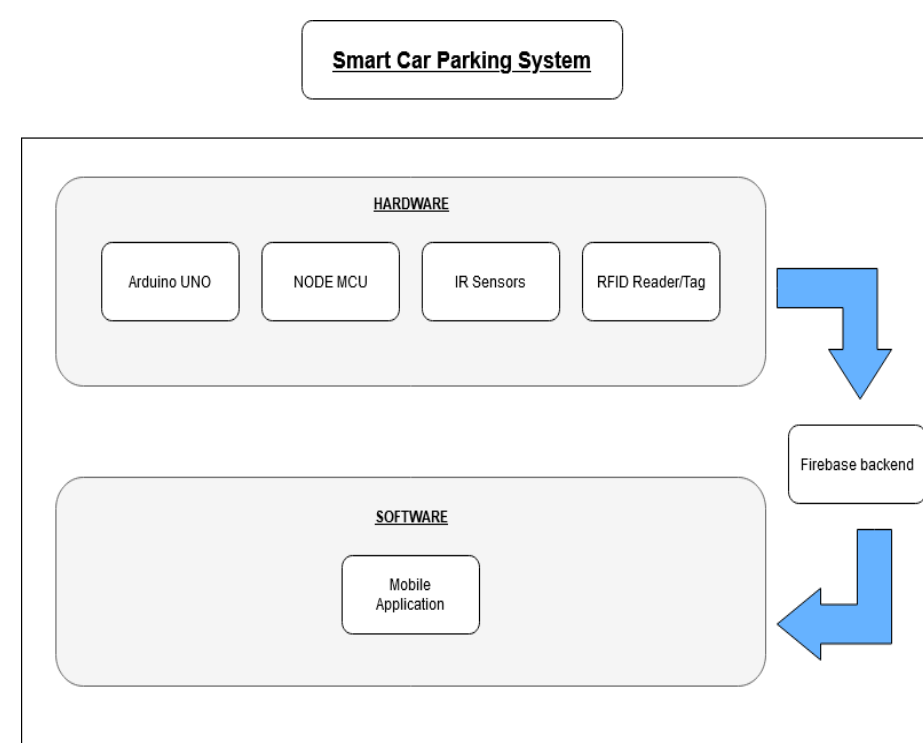 Smart Car Parking System
HARDWARE
Arduino UNO
NODE MCU
IR Sensors
RFID Reader/Tag
Firebase backend
SOFTWARE
Mobile
Application